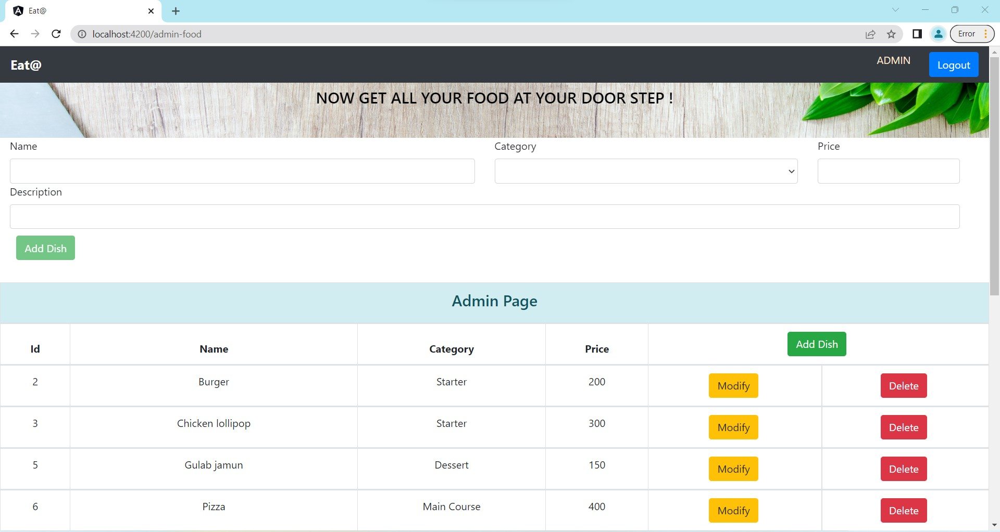 Eat@
localhost:4200/admin-food
Error
Eat@
ADMIN
Logout
NOW GET ALL YOUR FOOD AT YOUR DOOR STEP !
Name Category Price
Description
Add Dish
Admin Page
Id Name Category Price Add Dish
2 Burger Starter 200 Modify Delete
3 Chicken lollipop Starter 300 Modify Delete
5 Gulab jamun Dessert 150 Modify Delete
6 Pizza Main Course 400 Modify Delete